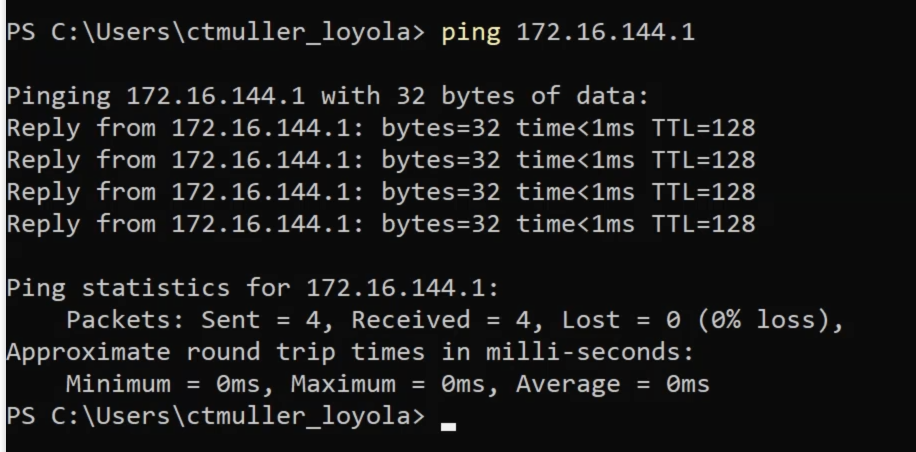 PS C:\Users\ctmuller_loyola> ping 172.16.144.1
Pinging 172.16.144.1 with 32 bytes of data:
Reply from 172.16.144.1: bytes=32 time<1ms TTL=128
Reply from 172.16.144.1: bytes=32 time<1ms TTL=128
Reply from 172.16.144.1: bytes=32 time<1ms TTL=128
Reply from 172.16.144.1: bytes=32 time<1ms TTL=128
Ping statistics for 172.16.144.1:
Packets: Sent = 4, Received = 4, Lost = 0 (0% loss),
Approximate round trip times in milli-seconds:
Minimum = 0ms, Maximum = 0ms, Average = 0ms
PS C:\Users\ctmuller_loyola>